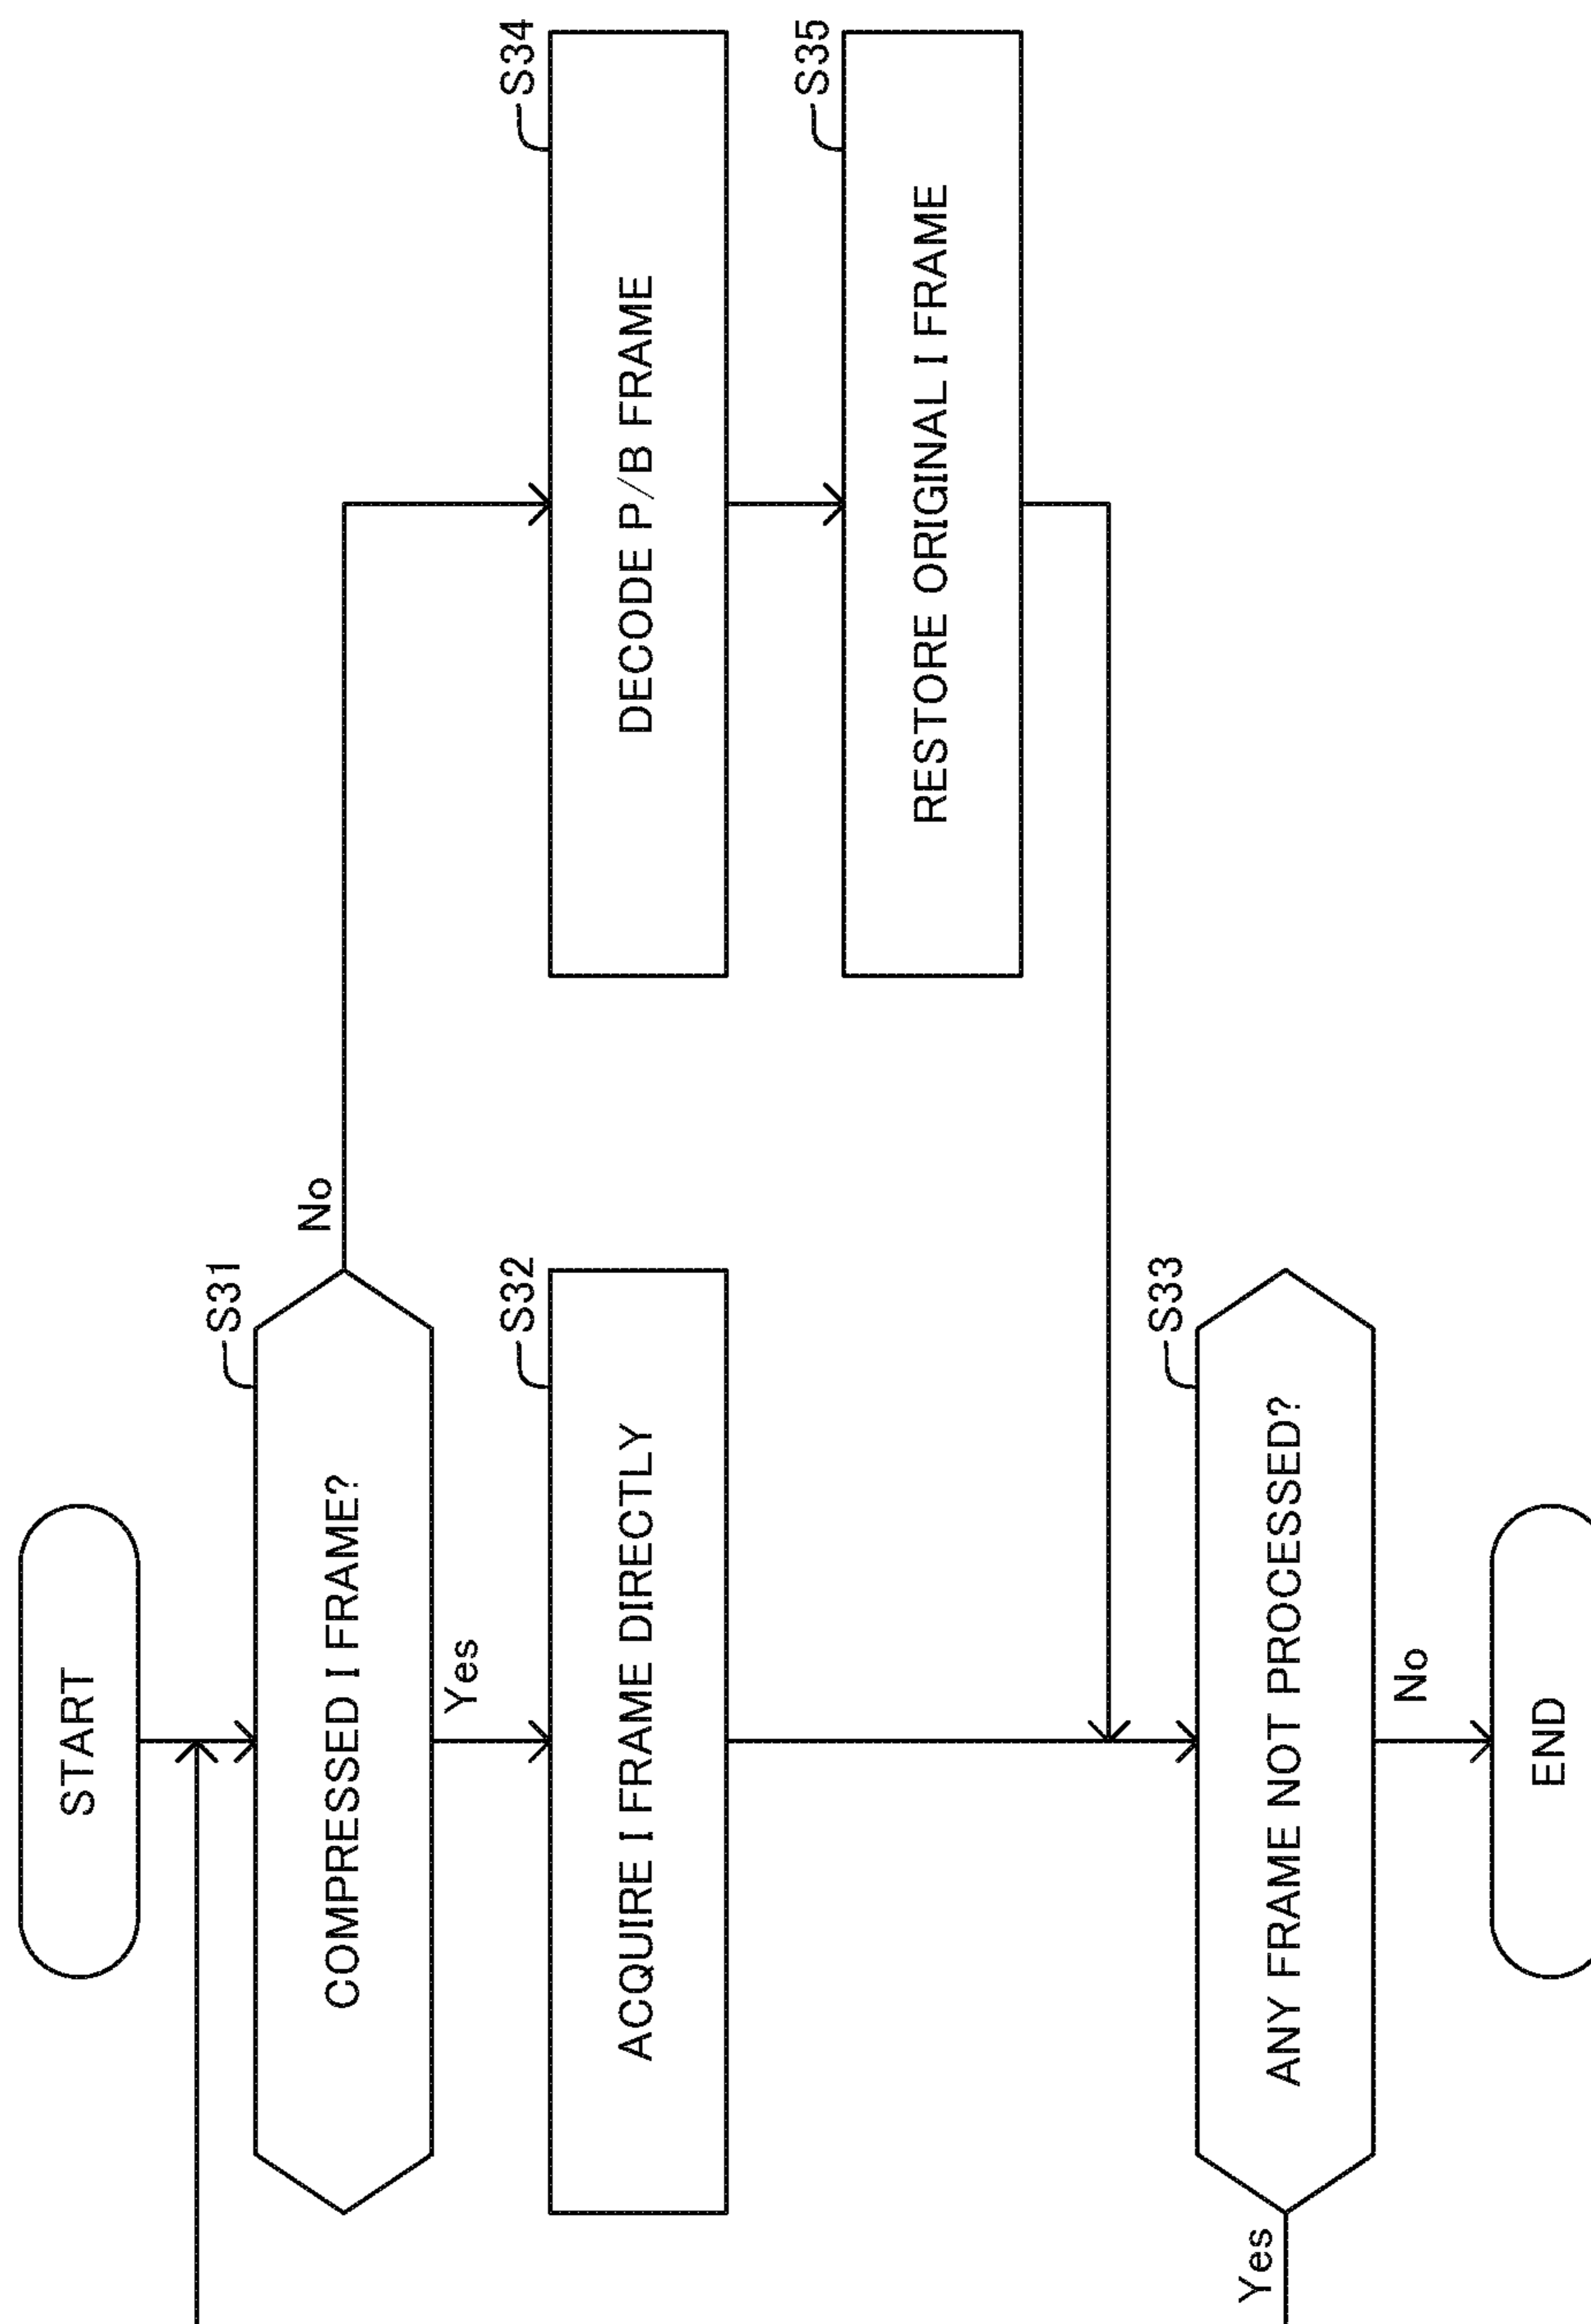 START
S31
COMPRESSED I FRAME?
No
Yes
S32
ACQUIRE I FRAME DIRECTLY
S34
DECODE P/B FRAME
S35
RESTORE ORIGINAL I FRAME
S33
ANY FRAME NOT PROCESSED?
Yes
No
END